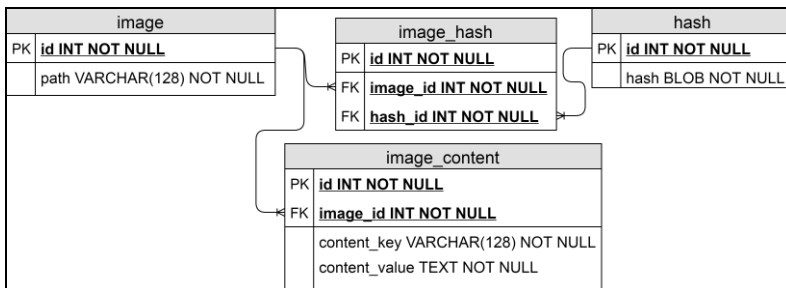 image
PK id INT NOT NULL
path VARCHAR(128) NOT NULL
image_hash
PK id INT NOT NULL
FK image_id INT NOT NULL
FK hash_id INT NOT NULL
hash
PK id INT NOT NULL
hash BLOB NOT NULL
image_content
PK id INT NOT NULL
FK image_id INT NOT NULL
content_key VARCHAR(128) NOT NULL
content_value TEXT NOT NULL